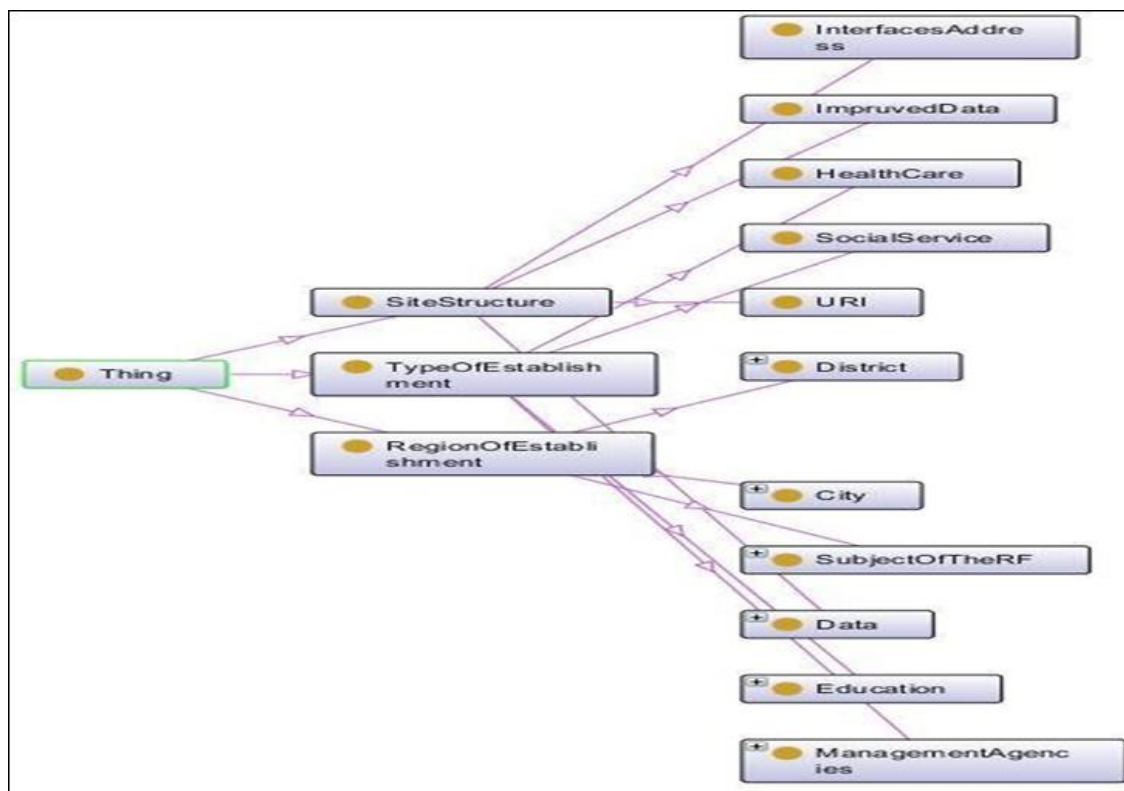 InterfacesAddre
ss
ImpruvedData
HealthCare
SocialService
SiteStructure
URI
Thing
TypeOfEstablish
ment
District
RegionOfEstabli
shment
City
SubjectOfTheRF
Data
Education
ManagementAgenc
ies